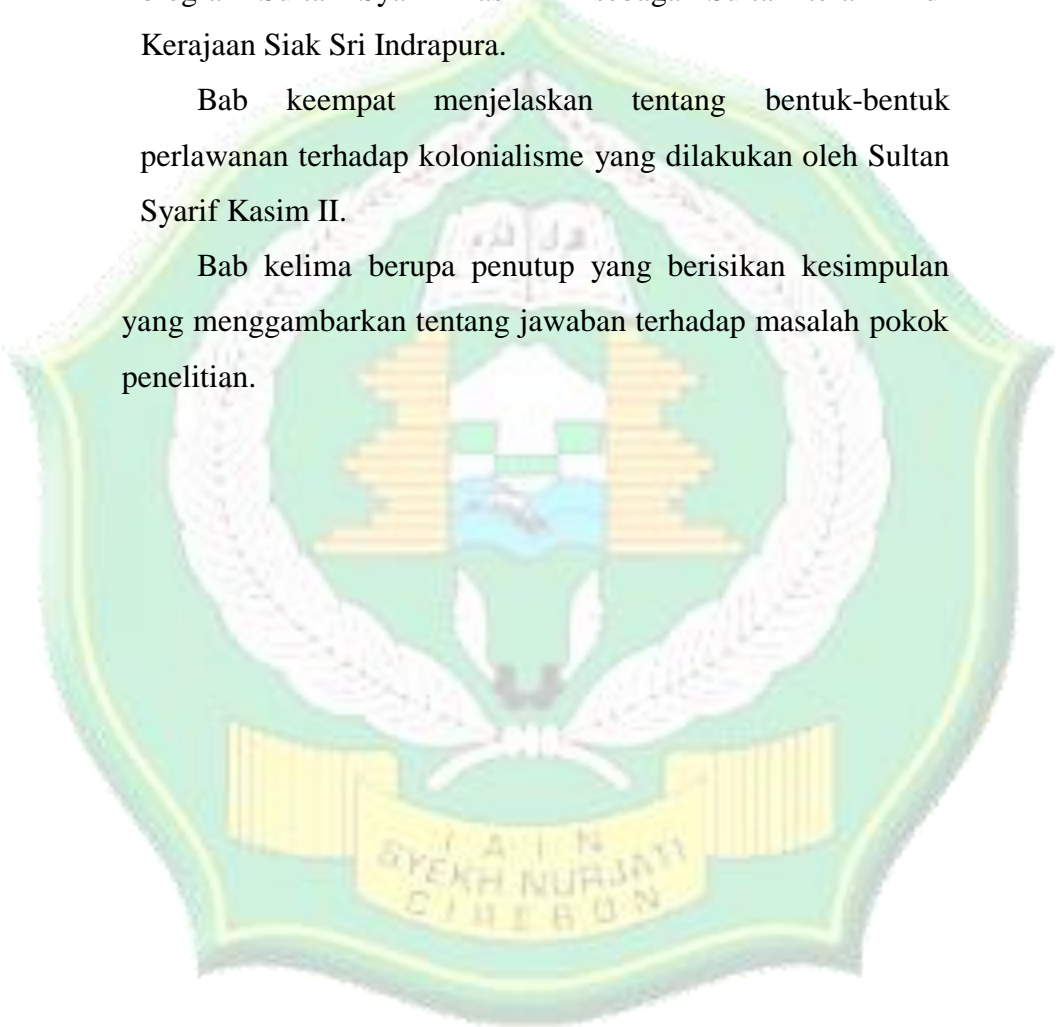 Kerajaan Siak Sri Indrapura.
Bab keempat menjelaskan tentang bentuk-bentuk
perlawanan terhadap kolonialisme yang dilakukan oleh Sultan
Syarif Kasim II.
Bab kelima berupa penutup yang berisikan kesimpulan
yang menggambarkan tentang jawaban terhadap masalah pokok
penelitian.
IAIN
SYEKH NURJATI
CIREBON